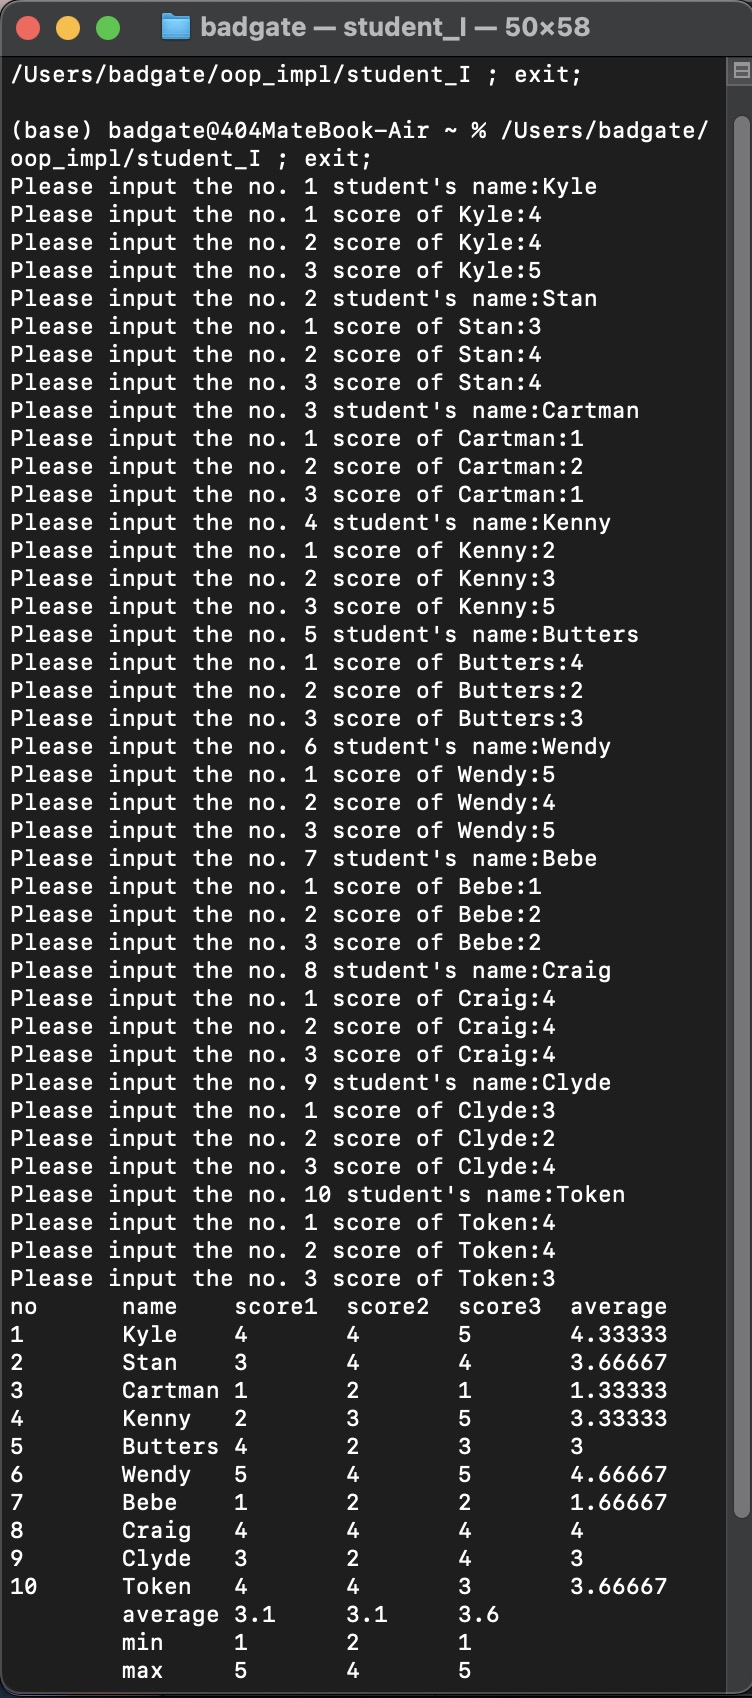 badgate — student_I — 50×58
/Users/badgate/oop_impl/student_I ; exit;
(base) badgate@404MateBook-Air ~ % /Users/badgate/
oop_impl/student_I ; exit;
Please input the no. 1 student's name:Kyle
Please input the no. 1 score of Kyle:4
Please input the no. 2 score of Kyle:4
Please input the no. 3 score of Kyle:5
Please input the no. 2 student's name:Stan
Please input the no. 1 score of Stan:3
Please input the no. 2 score of Stan:4
Please input the no. 3 score of Stan:4
Please input the no. 3 student's name:Cartman
Please input the no. 1 score of Cartman:1
Please input the no. 2 score of Cartman:2
Please input the no. 3 score of Cartman:1
Please input the no. 4 student's name:Kenny
Please input the no. 1 score of Kenny:2
Please input the no. 2 score of Kenny:3
Please input the no. 3 score of Kenny:5
Please input the no. 5 student's name:Butters
Please input the no. 1 score of Butters:4
Please input the no. 2 score of Butters:2
Please input the no. 3 score of Butters:3
Please input the no. 6 student's name:Wendy
Please input the no. 1 score of Wendy:5
Please input the no. 2 score of Wendy:4
Please input the no. 3 score of Wendy:5
Please input the no. 7 student's name:Bebe
Please input the no. 1 score of Bebe:1
Please input the no. 2 score of Bebe:2
Please input the no. 3 score of Bebe:2
Please input the no. 8 student's name:Craig
Please input the no. 1 score of Craig:4
Please input the no. 2 score of Craig:4
Please input the no. 3 score of Craig:4
Please input the no. 9 student's name:Clyde
Please input the no. 1 score of Clyde:3
Please input the no. 2 score of Clyde:2
Please input the no. 3 score of Clyde:4
Please input the no. 10 student's name:Token
Please input the no. 1 score of Token:4
Please input the no. 2 score of Token:4
Please input the no. 3 score of Token:3
no name score1 score2 score3 average
1 Kyle 4 4 5 4.33333
2 Stan 3 4 4 3.66667
3 Cartman 1 2 1 1.33333
4 Kenny 2 3 5 3.33333
5 Butters 4 2 3 3
6 Wendy 5 4 5 4.66667
7 Bebe 1 2 2 1.66667
8 Craig 4 4 4 4
9 Clyde 3 2 4 3
10 Token 4 4 3 3.66667
average 3.1 3.1 3.6
min 1 2 1
max 5 4 5